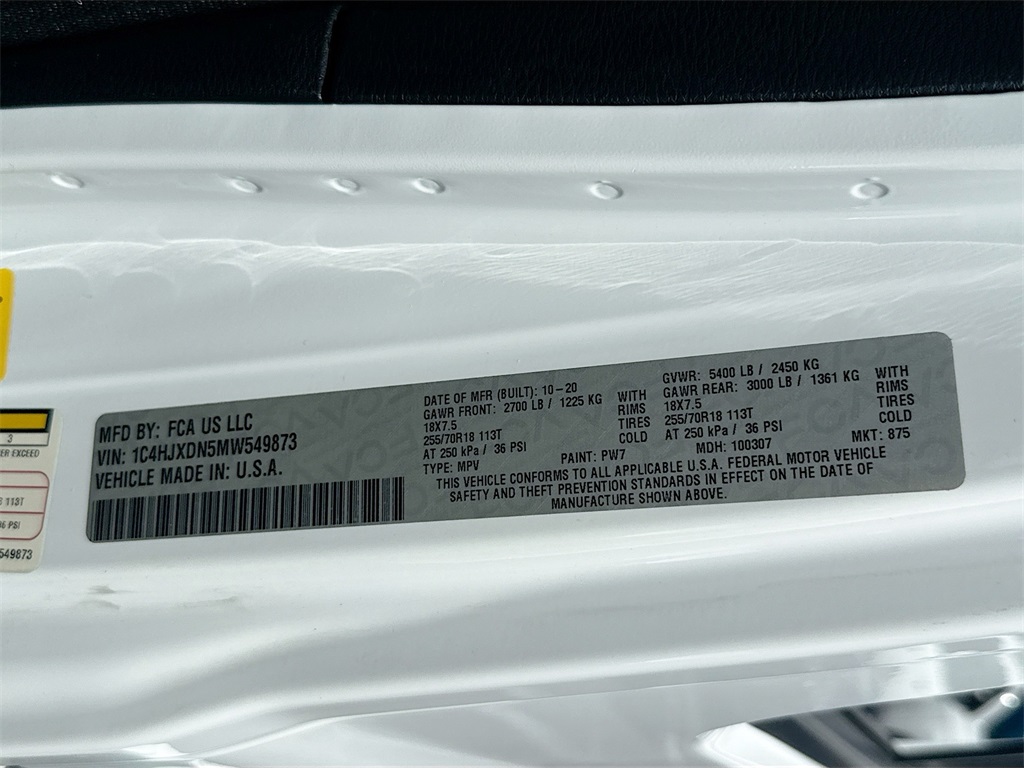 MFD BY: FCA US LLC
VIN: 1C4HJXDN5MW549873
VEHICLE MADE IN: U.S.A.
DATE OF MFR (BUILT): 10-20
GAWR FRONT: 2700 LB / 1225 KG WITH
18X7.5 RIMS
255/70R18 113T TIRES
AT 250 kPa / 36 PSI COLD
TYPE: MPV PAINT: PW7
GVWR: 5400 LB / 2450 KG
GAWR REAR: 3000 LB / 1361 KG WITH
18X7.5 RIMS
255/70R18 113T TIRES
AT 250 kPa / 36 PSI COLD
MDH: 100307 MKT: 875
THIS VEHICLE CONFORMS TO ALL APPLICABLE U.S.A. FEDERAL MOTOR VEHICLE
SAFETY AND THEFT PREVENTION STANDARDS IN EFFECT ON THE DATE OF
MANUFACTURE SHOWN ABOVE.
3
ER EXCEED
113T
36 PSI
549873